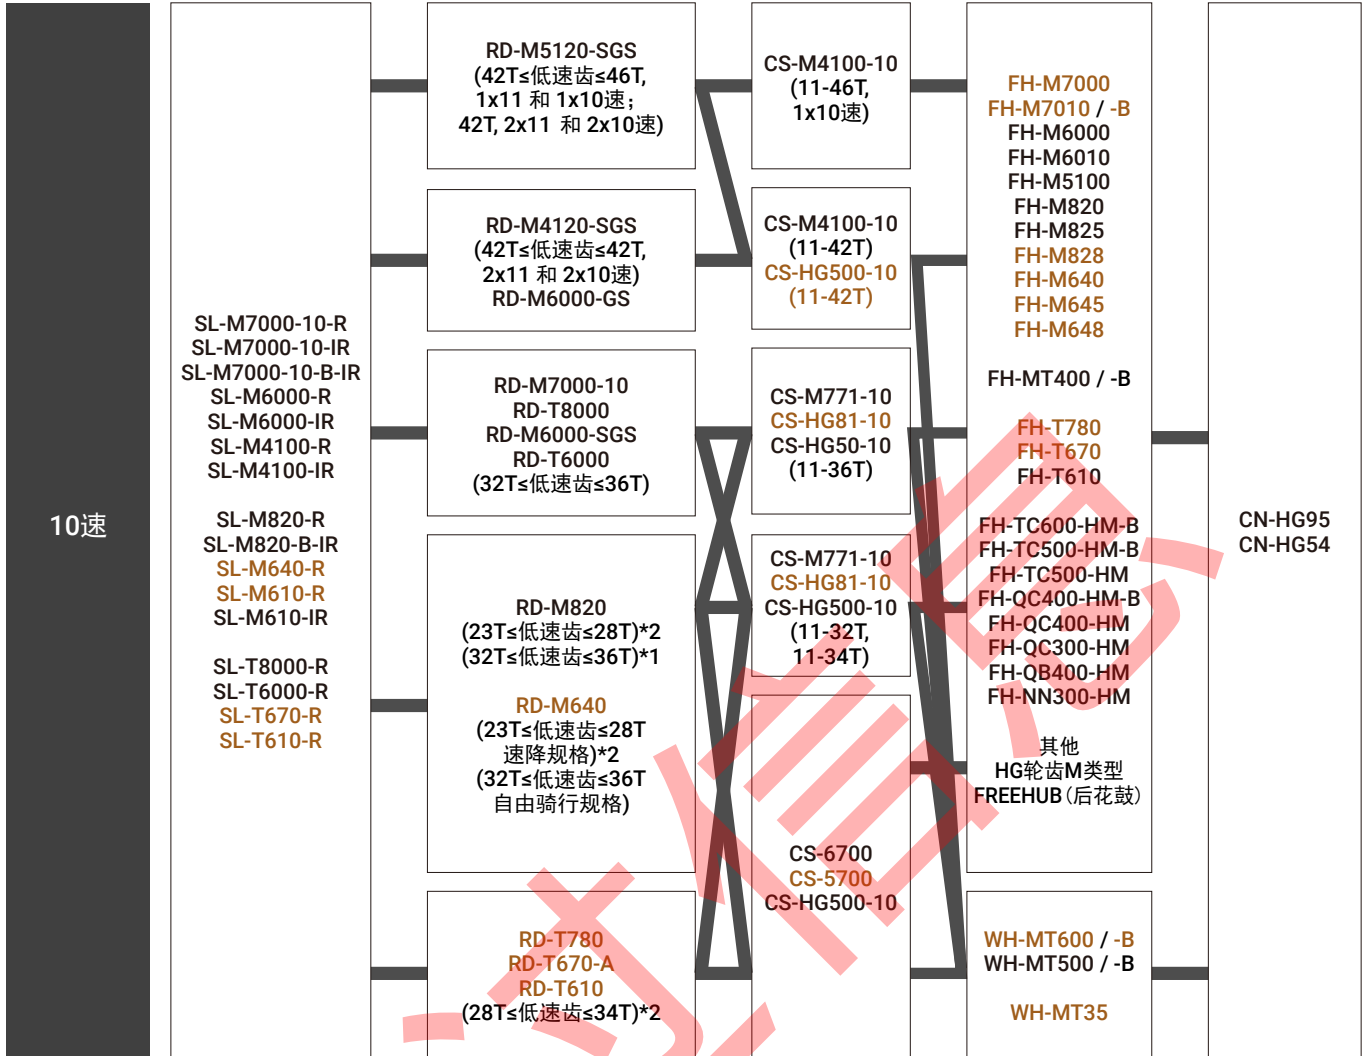 10速
SL-M7000-10-R
SL-M7000-10-IR
SL-M7000-10-B-IR
SL-M6000-R
SL-M6000-IR
SL-M4100-R
SL-M4100-IR
SL-M820-R
SL-M820-B-IR
SL-M640-R
SL-M610-R
SL-M610-IR
SL-T8000-R
SL-T6000-R
SL-T670-R
SL-T610-R
RD-M5120-SGS
(42T≤低速齿≤46T,
1x11 和 1x10速；
42T, 2x11 和 2x10速)
RD-M4120-SGS
(42T≤低速齿≤42T,
2x11 和 2x10速)
RD-M6000-GS
RD-M7000-10
RD-T8000
RD-M6000-SGS
RD-T6000
(32T≤低速齿≤36T)
RD-M820
(23T≤低速齿≤28T)*2
(32T≤低速齿≤36T)*1
RD-M640
(23T≤低速齿≤28T
速降规格)*2
(32T≤低速齿≤36T
自由骑行规格)
RD-T780
RD-T670-A
RD-T610
(28T≤低速齿≤34T)*2
CS-M4100-10
(11-46T,
1x10速)
CS-M4100-10
(11-42T)
CS-HG500-10
(11-42T)
CS-M771-10
CS-HG81-10
CS-HG50-10
(11-36T)
CS-M771-10
CS-HG81-10
CS-HG500-10
(11-32T,
11-34T)
CS-6700
CS-5700
CS-HG500-10
FH-M7000
FH-M7010 / -B
FH-M6000
FH-M6010
FH-M5100
FH-M820
FH-M825
FH-M828
FH-M640
FH-M645
FH-M648
FH-MT400 / -B
FH-T780
FH-T670
FH-T610
FH-TC600-HM-B
FH-TC500-HM-B
FH-TC500-HM
FH-QC400-HM-B
FH-QC400-HM
FH-QC300-HM
FH-QB400-HM
FH-NN300-HM
其他
HG轮齿M类型
FREEHUB (后花鼓)
WH-MT600 / -B
WH-MT500 / -B
WH-MT35
CN-HG95
CN-HG54
信息